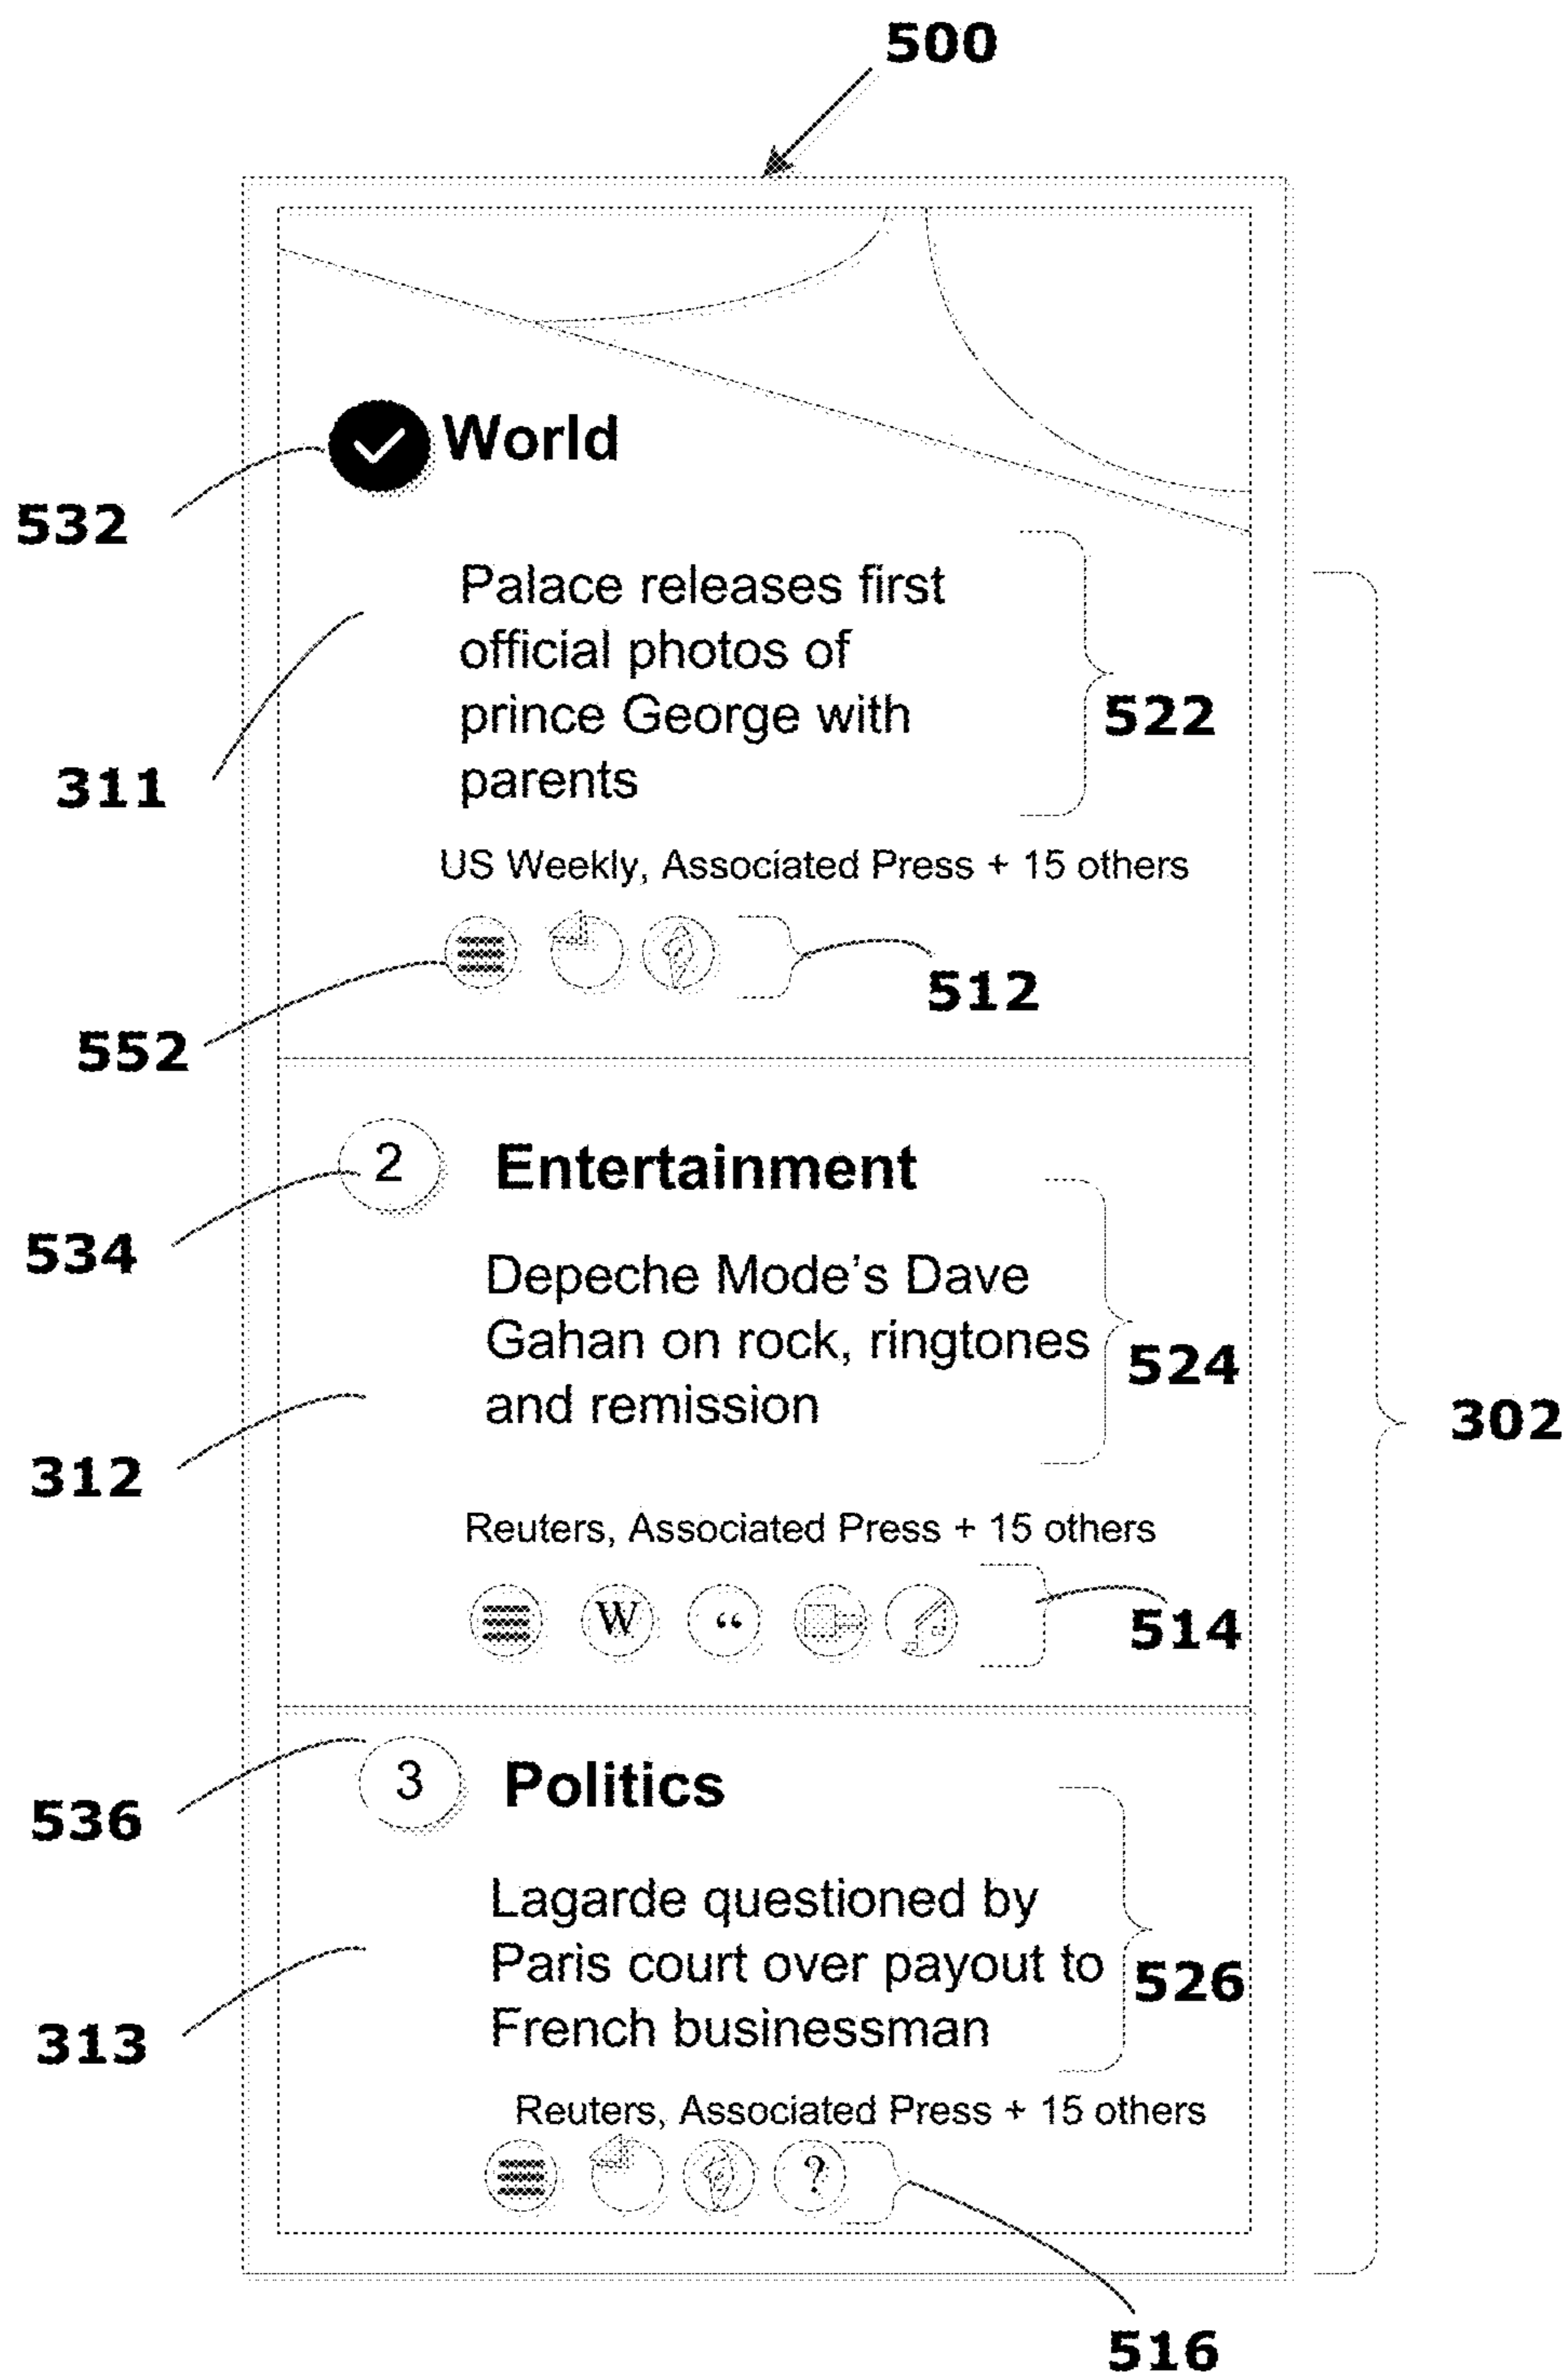 500
World
532
Palace releases first
official photos of
prince George with
parents
522
311
US Weekly, Associated Press + 15 others
512
552
2
Entertainment
534
Depeche Mode's Dave
Gahan on rock, ringtones
and remission
524
302
312
Reuters, Associated Press + 15 others
W
“
514
3
Politics
536
Lagarde questioned by
Paris court over payout to
French businessman
526
313
Reuters, Associated Press + 15 others
?
516